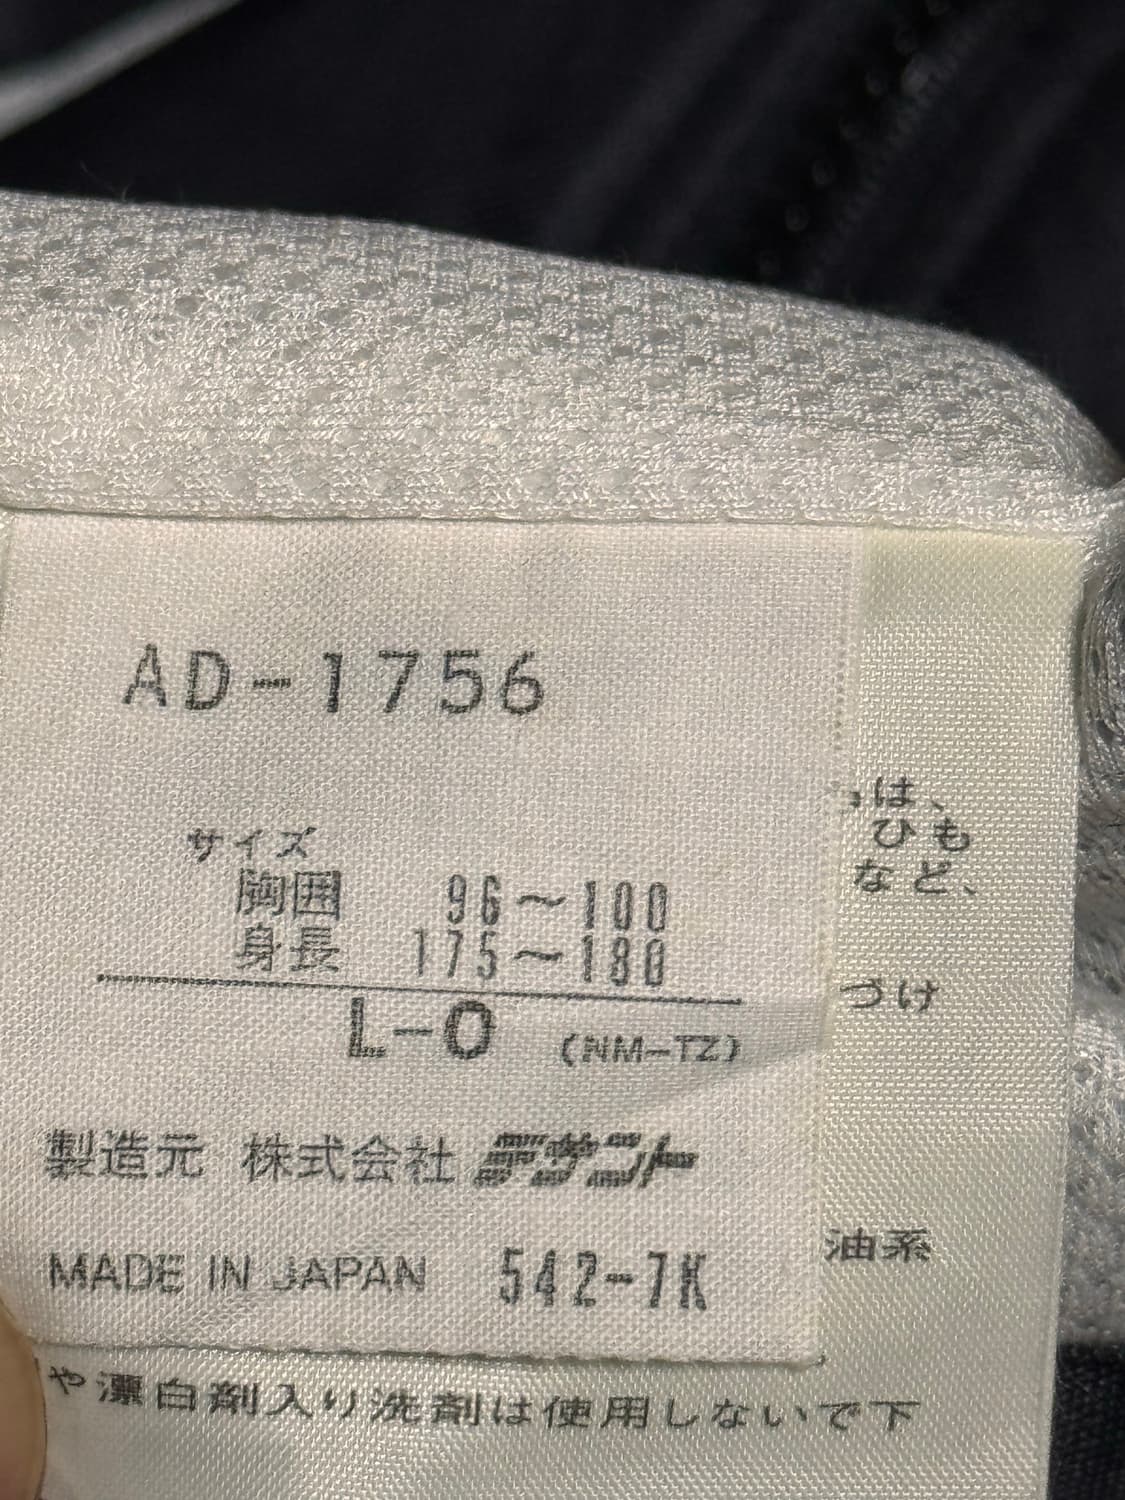 AD-1756
サイズ
胸囲 96〜100
身長 175〜180
L-O (NM-TZ)
製造元 株式会社 デサント
MADE IN JAPAN 542-7K
は、
ひも
など、
づけ
油系
や漂白剤入り洗剤は使用しないで下